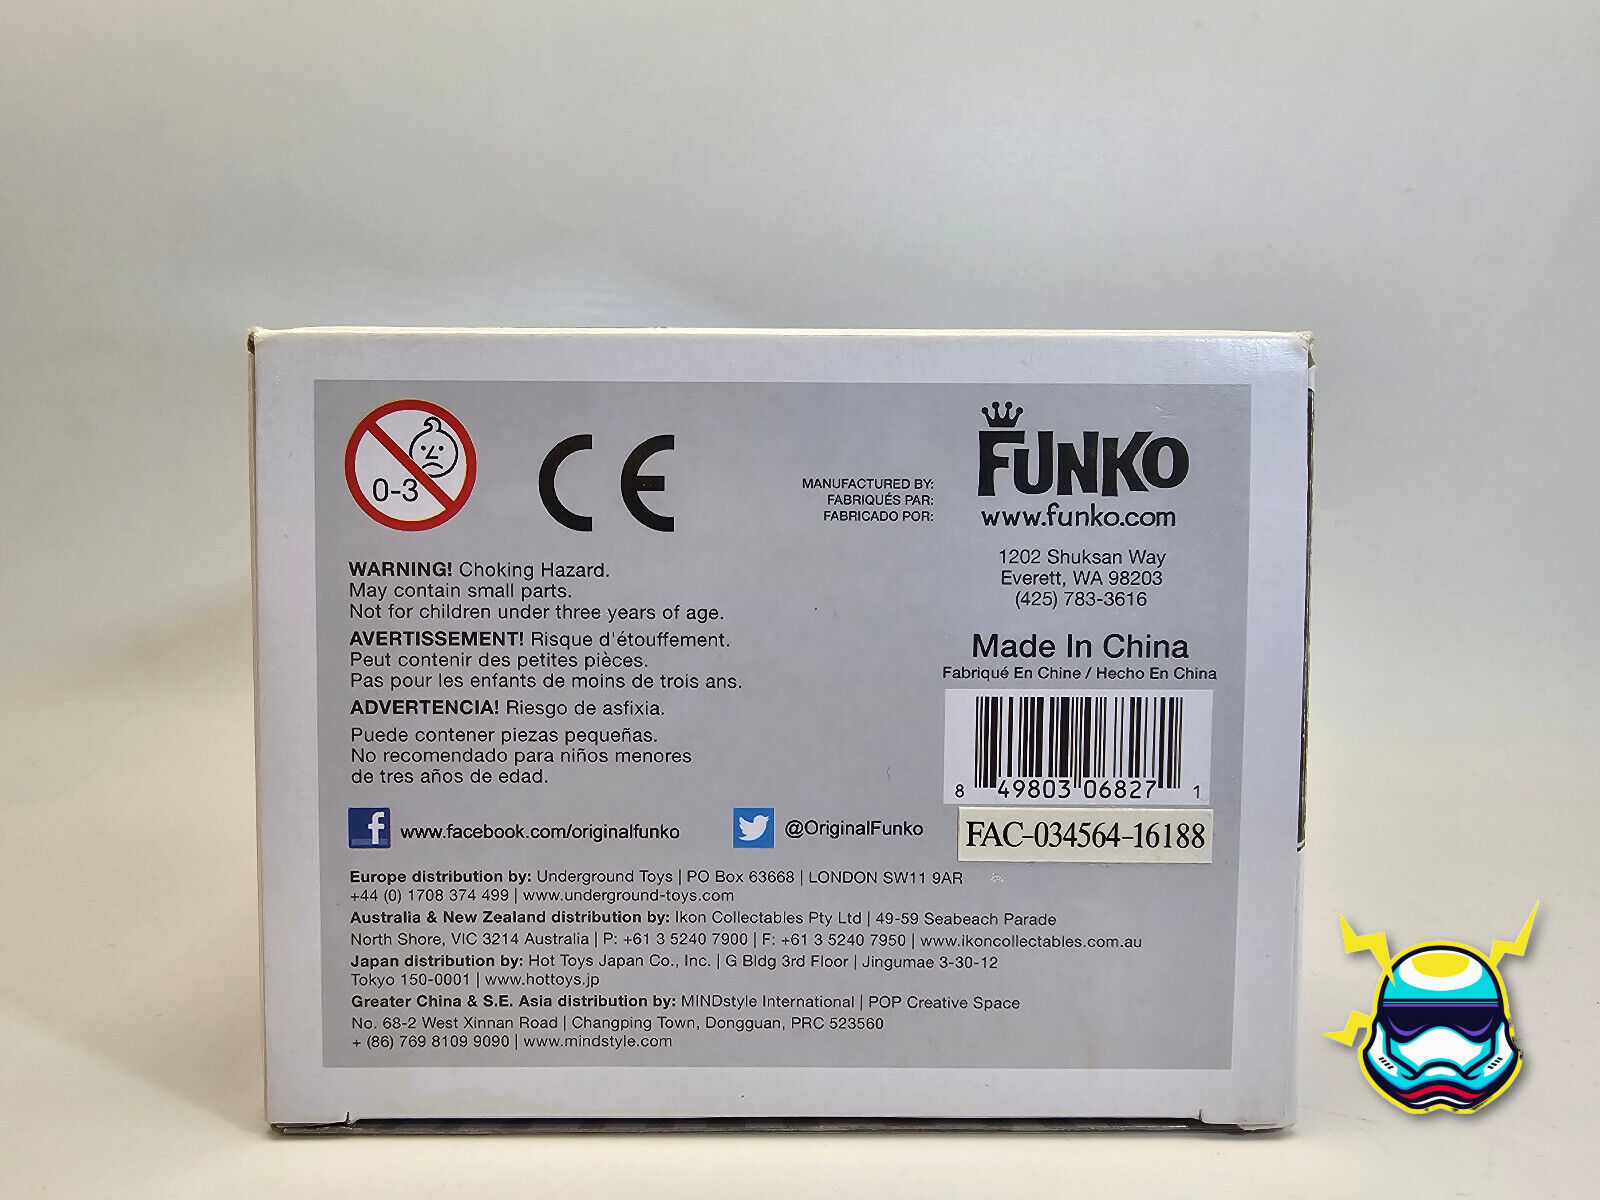 0-3
CE
MANUFACTURED BY:
FABRIQUÉS PAR:
FABRICADO POR:
FUNKO
www.funko.com
1202 Shuksan Way
Everett, WA 98203
(425) 783-3616
WARNING! Choking Hazard.
May contain small parts.
Not for children under three years of age.
AVERTISSEMENT! Risque d'étouffement.
Peut contenir des petites pièces.
Pas pour les enfants de moins de trois ans.
ADVERTENCIA! Riesgo de asfixia.
Puede contener piezas pequeñas.
No recomendado para niños menores
de tres años de edad.
Made In China
Fabriqué En Chine / Hecho En China
8 49803 06827 1
FAC-034564-16188
f www.facebook.com/originalfunko
@OriginalFunko
Europe distribution by: Underground Toys | PO Box 63668 | LONDON SW11 9AR
+44 (0) 1708 374 499 | www.underground-toys.com
Australia & New Zealand distribution by: Ikon Collectables Pty Ltd | 49-59 Seabeach Parade
North Shore, VIC 3214 Australia | P: +61 3 5240 7900 | F: +61 3 5240 7950 | www.ikoncollectables.com.au
Japan distribution by: Hot Toys Japan Co., Inc. | G Bldg 3rd Floor | Jingumae 3-30-12
Tokyo 150-0001 | www.hottoys.jp
Greater China & S.E. Asia distribution by: MINDstyle International | POP Creative Space
No. 68-2 West Xinnan Road | Changping Town, Dongguan, PRC 523560
+ (86) 769 8109 9090 | www.mindstyle.com